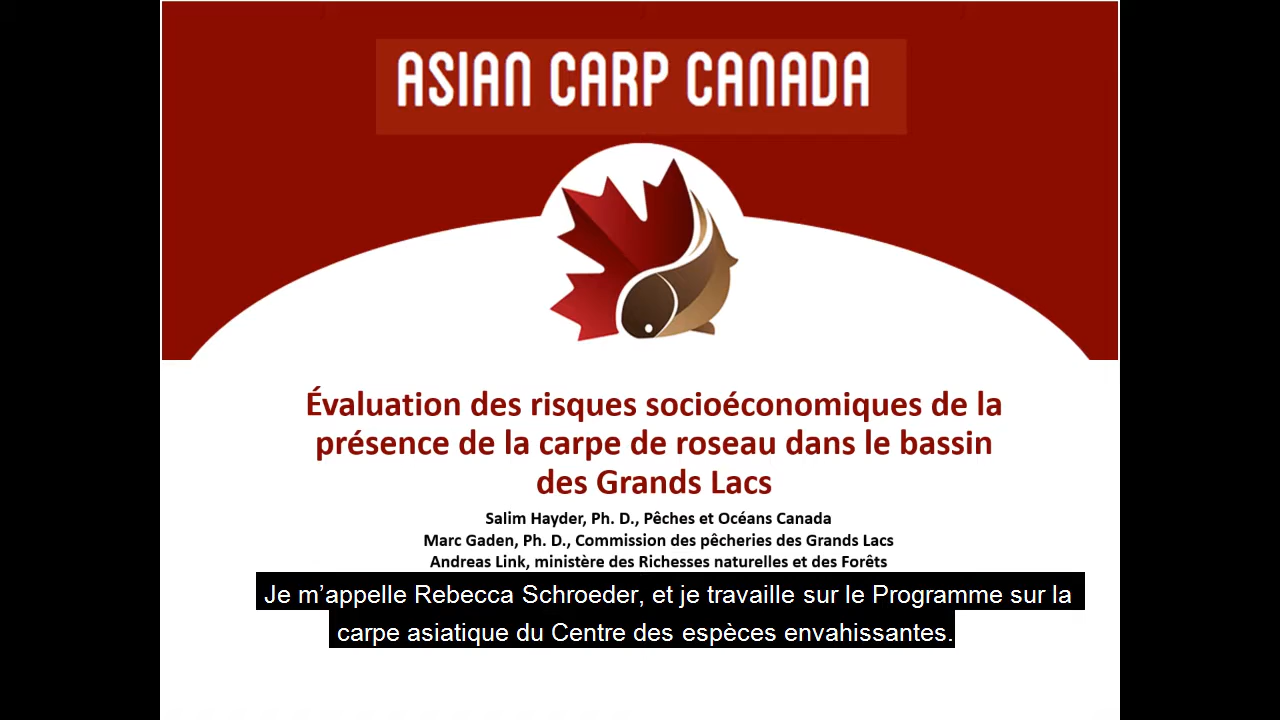 ASIAN CARP CANADA
Évaluation des risques socioéconomiques de la
présence de la carpe de roseau dans le bassin
des Grands Lacs
Salim Hayder, Ph. D., Pêches et Océans Canada
Marc Gaden, Ph. D., Commission des pêcheries des Grands Lacs
Andreas Link, ministère des Richesses naturelles et des Forêts
Je m’appelle Rebecca Schroeder, et je travaille sur le Programme sur la
carpe asiatique du Centre des espèces envahissantes.